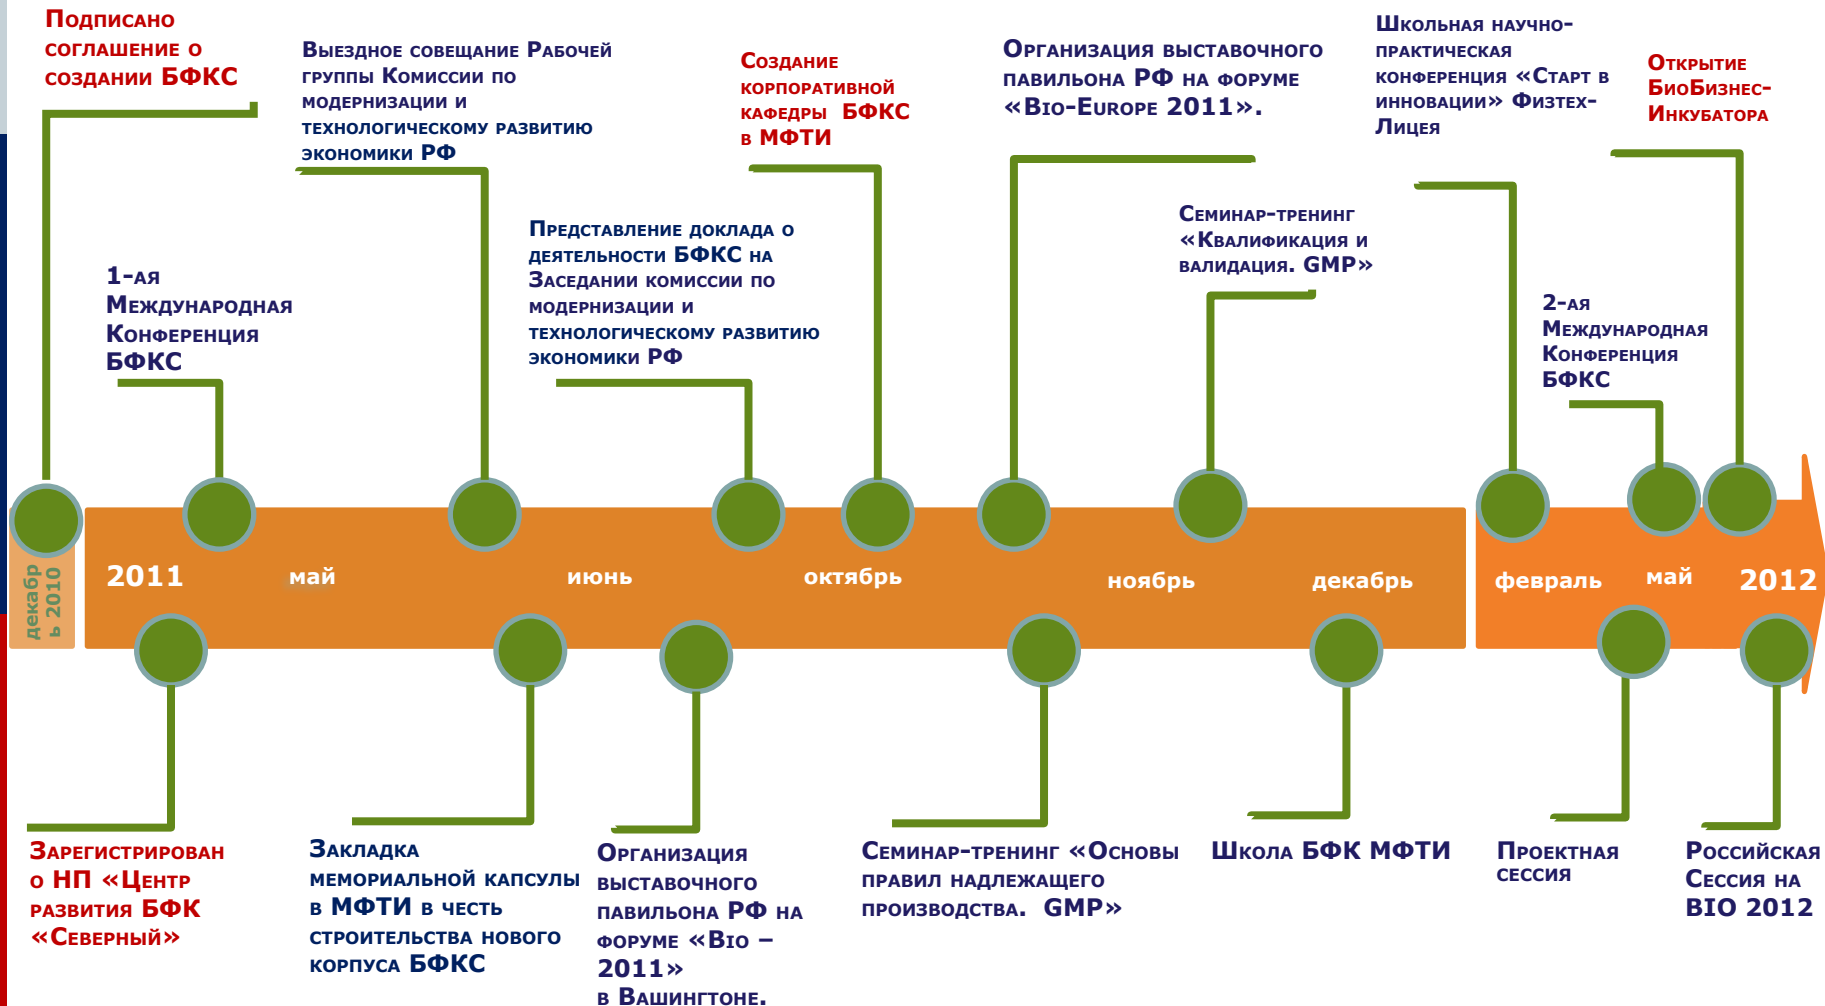 Подписано
соглашение о
создании БФКС
Выездное совещание Рабочей
группы Комиссии по
модернизации и
технологическому развитию
экономики РФ
Создание
корпоративной
кафедры БФКС
в МФТИ
Организация выставочного
павильона РФ на форуме
«Bio-Europe 2011».
Школьная научно-
практическая
конференция «Старт в
инновации» Физтех-
Лицея
Открытие
БиоБизнес-
Инкубатора
1-ая
Международная
Конференция
БФКС
Представление доклада о
деятельности БФКС на
Заседании комиссии по
модернизации и
технологическому развитию
экономики РФ
Семинар-тренинг
«Квалификация и
валидация. GMP»
2-ая
Международная
Конференция
БФКС
декабр
ь 2010
2011
май
июнь
октябрь
ноябрь
декабрь
февраль
май
2012
Зарегистрирован
о НП «Центр
развития БФК
«Северный»
Закладка
мемориальной капсулы
в МФТИ в честь
строительства нового
корпуса БФКС
Организация
выставочного
павильона РФ на
форуме «Bio –
2011»
в Вашингтоне.
Семинар-тренинг «Основы
правил надлежащего
производства. GMP»
Школа БФК МФТИ
Проектная
сессия
Российская
Сессия на
BIO 2012